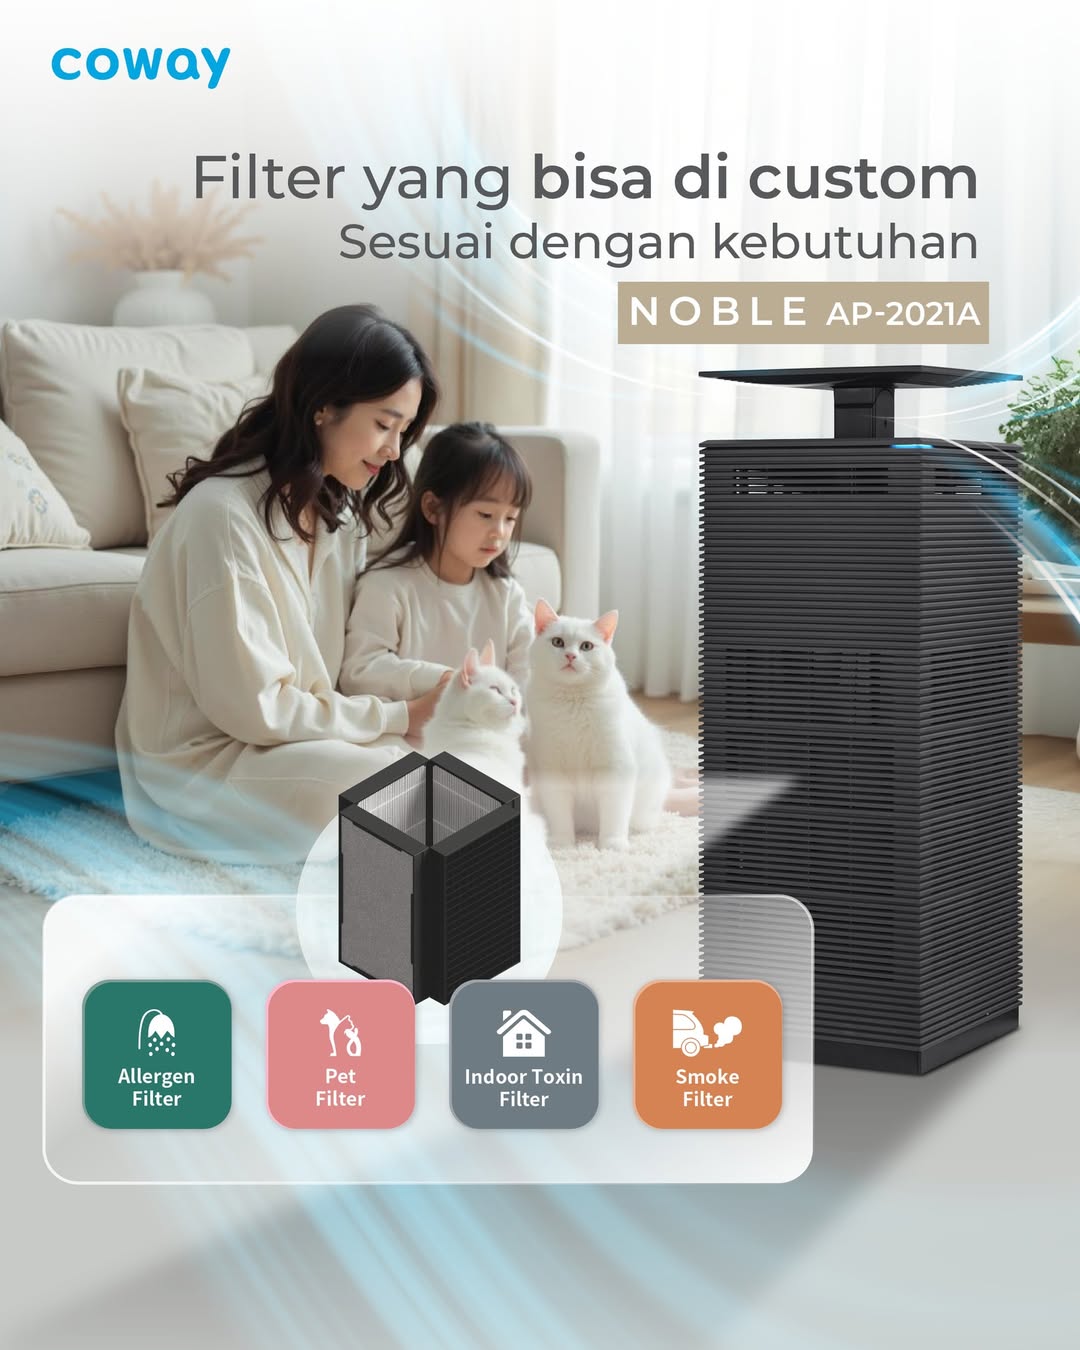 coway
Filter yang bisa di custom
Sesuai dengan kebutuhan
NOBLE AP-2021A
Allergen
Filter
Pet
Filter
Indoor Toxin
Filter
Smoke
Filter